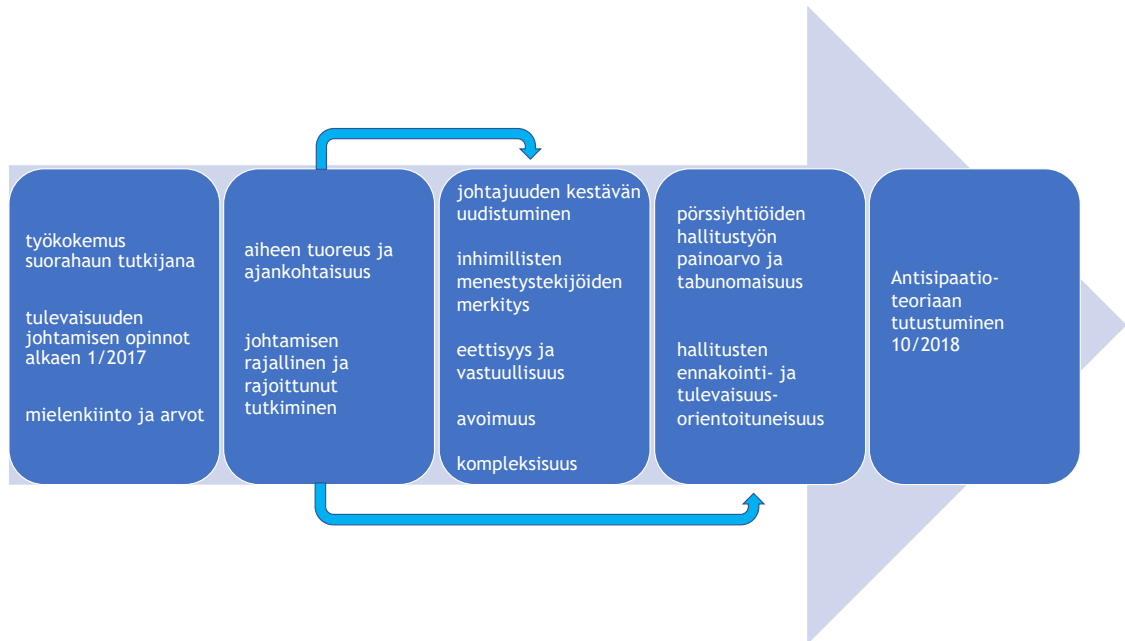 työkokemus
suorahaun tutkijana
tulevaisuuden
johtamisen opinnot
alkaen 1/2017
mielenkiinto ja arvot
aiheen tuoreus ja
ajankohtaisuus
johtamisen
rajallinen ja
rajoittunut
tutkiminen
johtajuuden kestävän
uudistuminen
inhimillisten
menestystekijöiden
merkitys
eettisyys ja
vastuullisuus
avoimuus
kompleksisuus
pörssiyhtiöiden
hallitustyön
painoarvo ja
tabunomaisuus
hallitusten
ennakointi- ja
tulevaisuus-
orientoituneisuus
Antisipaatio-
teoriaan
tutustuminen
10/2018